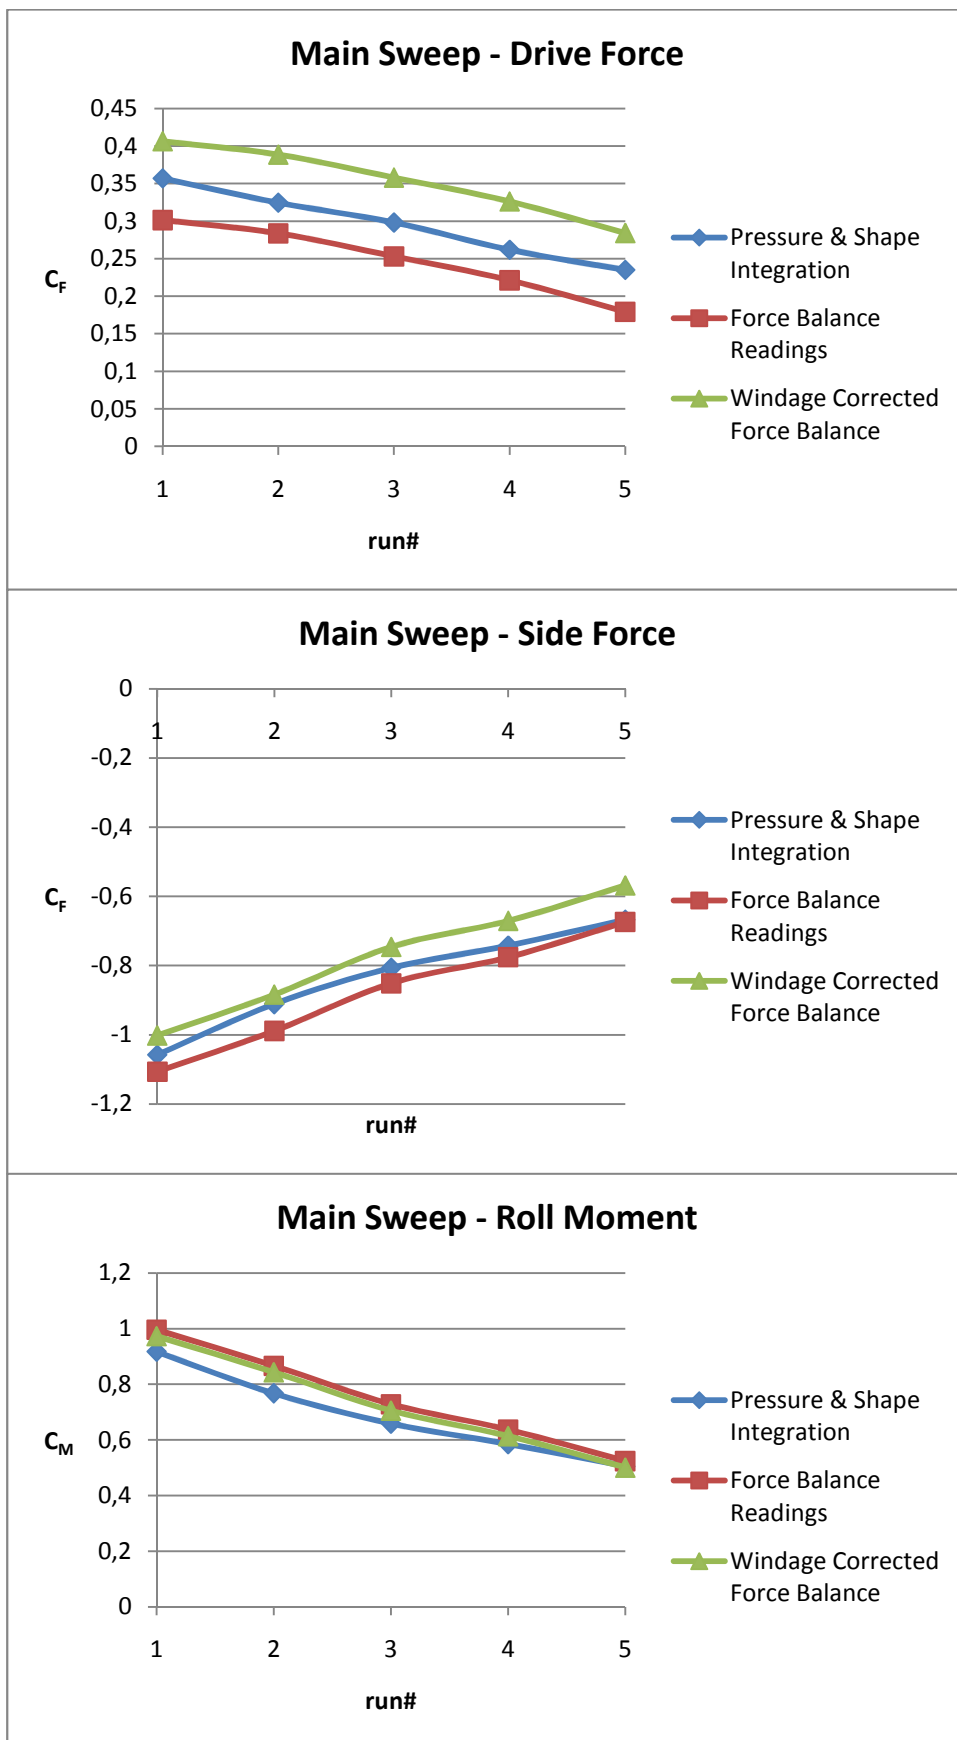 Main Sweep - Drive Force
0,45
0,4
0,35
0,3
0,25
0,2
0,15
0,1
0,05
0
C_F
1 2 3 4 5
run#
Pressure & Shape
Integration
Force Balance
Readings
Windage Corrected
Force Balance
Main Sweep - Side Force
0
-0,2
-0,4
-0,6
-0,8
-1
-1,2
C_F
1 2 3 4 5
run#
Pressure & Shape
Integration
Force Balance
Readings
Windage Corrected
Force Balance
Main Sweep - Roll Moment
1,2
1
0,8
0,6
0,4
0,2
0
C_M
1 2 3 4 5
run#
Pressure & Shape
Integration
Force Balance
Readings
Windage Corrected
Force Balance